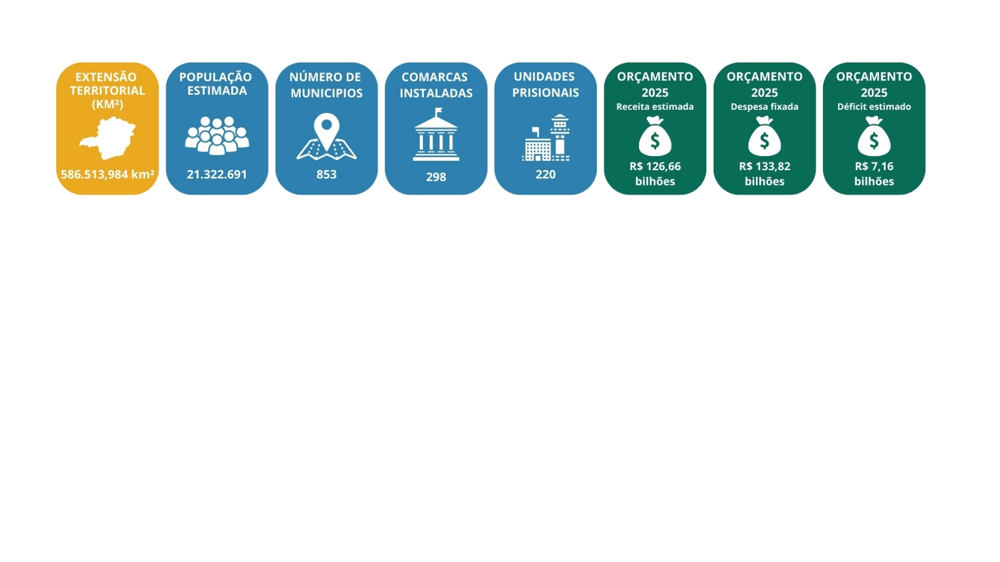 EXTENSÃO
TERRITORIAL
(KM²)
586.513,984 km²
POPULAÇÃO
ESTIMADA
21.322.691
NÚMERO DE
MUNICIPIOS
853
COMARCAS
INSTALADAS
298
UNIDADES
PRISIONAIS
220
ORÇAMENTO
2025
Receita estimada
$
R$ 126,66
bilhões
ORÇAMENTO
2025
Despesa fixada
$
R$ 133,82
bilhões
ORÇAMENTO
2025
Déficit estimado
$
R$ 7,16
bilhões